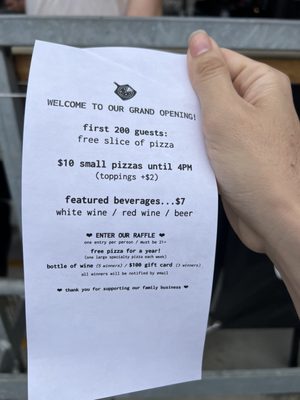 WELCOME TO OUR GRAND OPENING!
first 200 guests:
free slice of pizza
$10 small pizzas until 4PM
(toppings +$2)
featured beverages...$7
white wine / red wine / beer
❤ ENTER OUR RAFFLE ❤
one entry per person / must be 21+
free pizza for a year!
(one large specialty pizza each week)
bottle of wine (5 winners) / $100 gift card (3 winners)
all winners will be notified by email
❤ thank you for supporting our family business ❤